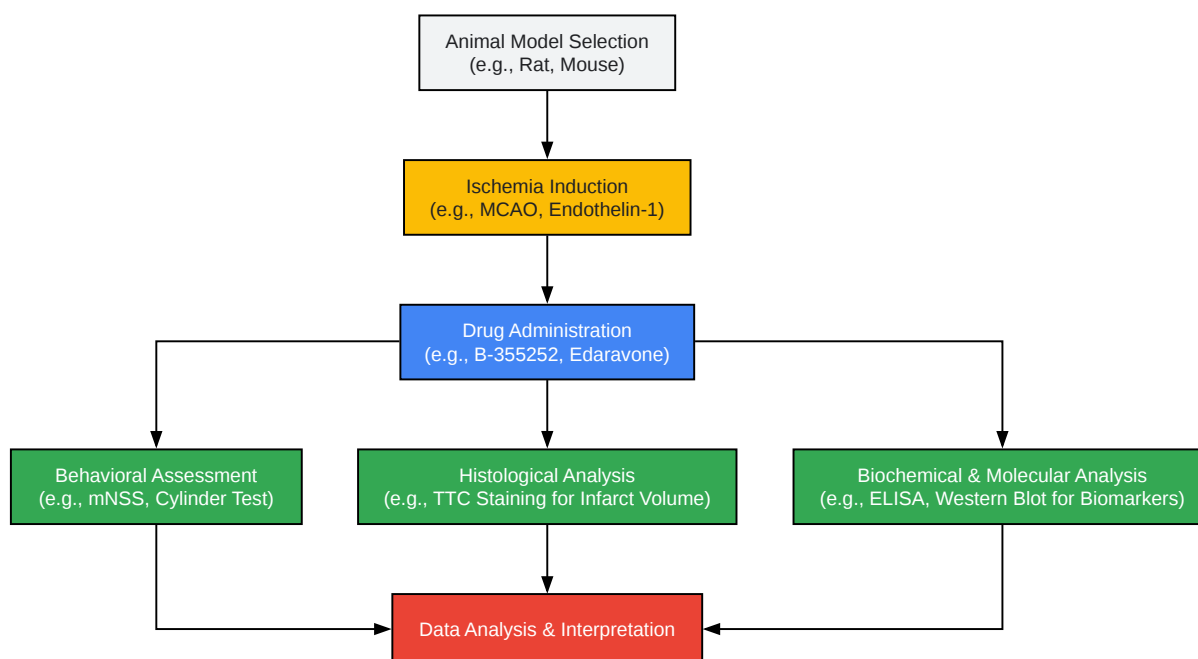 Animal Model Selection
(e.g., Rat, Mouse)
Ischemia Induction
(e.g., MCAO, Endothelin-1)
Drug Administration
(e.g., B-355252, Edaravone)
Behavioral Assessment
(e.g., mNSS, Cylinder Test)
Histological Analysis
(e.g., TTC Staining for Infarct Volume)
Biochemical & Molecular Analysis
(e.g., ELISA, Western Blot for Biomarkers)
Data Analysis & Interpretation